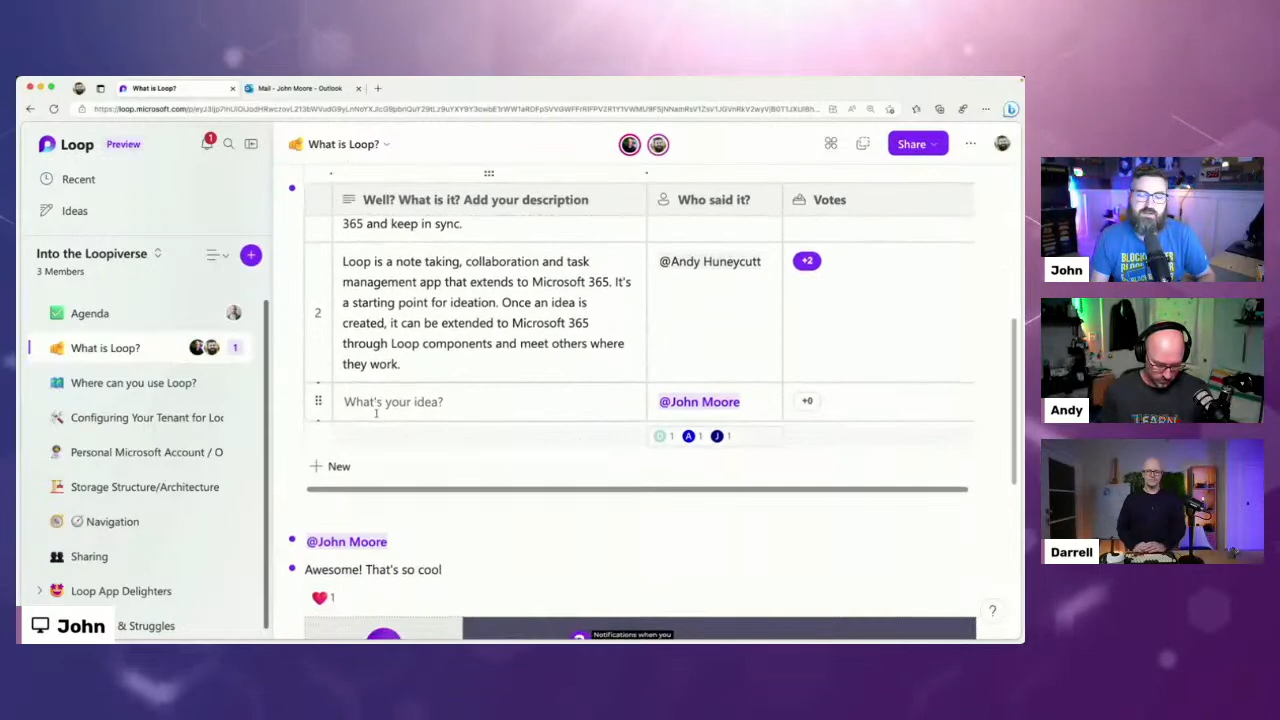 What is Loop?
Mail - John Moore - Outlook
Loop Preview
1
Recent
Ideas
Into the Loopiverse
3 Members
Agenda
What is Loop?
1
Where can you use Loop?
Configuring Your Tenant for Loc
Personal Microsoft Account / O
Storage Structure/Architecture
Navigation
Sharing
Loop App Delighters
& Struggles
John
What is Loop?
Share
Well? What is it? Add your description
Who said it?
Votes
365 and keep in sync.
2
Loop is a note taking, collaboration and task
management app that extends to Microsoft 365. It's
a starting point for ideation. Once an idea is
created, it can be extended to Microsoft 365
through Loop components and meet others where
they work.
@Andy Huneycutt
+2
What's your idea?
@John Moore
+0
1
A 1
J 1
New
@John Moore
Awesome! That's so cool
1
Notifications when you
?
John
Andy
Darrell